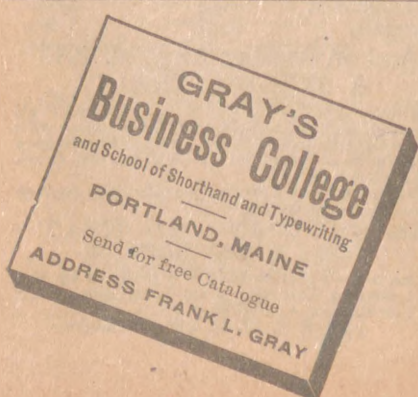 GRAY'S
Business College
and School of Shorthand and Typewriting
PORTLAND, MAINE
Send for free Catalogue
ADDRESS FRANK L. GRAY